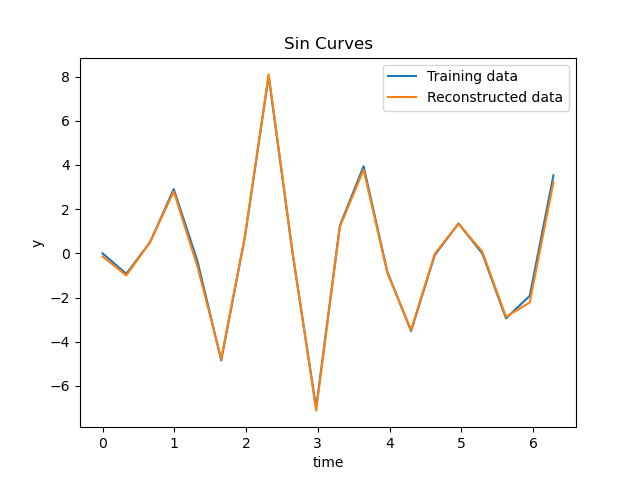 Sin Curves
Training data
Reconstructed data
8
6
4
2
0
−2
−4
−6
y
0 1 2 3 4 5 6
time